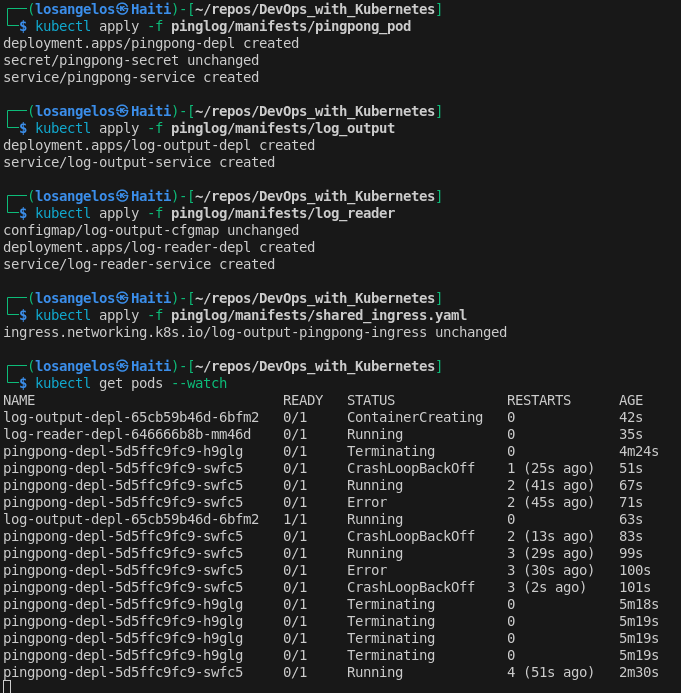 ┌──(losangelos㉿Haiti)-[~/repos/DevOps_with_Kubernetes]
└─$ kubectl apply -f pinglog/manifests/pingpong_pod
deployment.apps/pingpong-depl created
secret/pingpong-secret unchanged
service/pingpong-service created
┌──(losangelos㉿Haiti)-[~/repos/DevOps_with_Kubernetes]
└─$ kubectl apply -f pinglog/manifests/log_output
deployment.apps/log-output-depl created
service/log-output-service created
┌──(losangelos㉿Haiti)-[~/repos/DevOps_with_Kubernetes]
└─$ kubectl apply -f pinglog/manifests/log_reader
configmap/log-output-cfgmap unchanged
deployment.apps/log-reader-depl created
service/log-reader-service created
┌──(losangelos㉿Haiti)-[~/repos/DevOps_with_Kubernetes]
└─$ kubectl apply -f pinglog/manifests/shared_ingress.yaml
ingress.networking.k8s.io/log-output-pingpong-ingress unchanged
┌──(losangelos㉿Haiti)-[~/repos/DevOps_with_Kubernetes]
└─$ kubectl get pods --watch
NAME READY STATUS RESTARTS AGE
log-output-depl-65cb59b46d-6bfm2 0/1 ContainerCreating 0 42s
log-reader-depl-646666b8b-mm46d 0/1 Running 0 35s
pingpong-depl-5d5ffc9fc9-h9glg 0/1 Terminating 0 4m24s
pingpong-depl-5d5ffc9fc9-swfc5 0/1 CrashLoopBackOff 1 (25s ago) 51s
pingpong-depl-5d5ffc9fc9-swfc5 0/1 Running 2 (41s ago) 67s
pingpong-depl-5d5ffc9fc9-swfc5 0/1 Error 2 (45s ago) 71s
log-output-depl-65cb59b46d-6bfm2 1/1 Running 0 63s
pingpong-depl-5d5ffc9fc9-swfc5 0/1 CrashLoopBackOff 2 (13s ago) 83s
pingpong-depl-5d5ffc9fc9-swfc5 0/1 Running 3 (29s ago) 99s
pingpong-depl-5d5ffc9fc9-swfc5 0/1 Error 3 (30s ago) 100s
pingpong-depl-5d5ffc9fc9-swfc5 0/1 CrashLoopBackOff 3 (2s ago) 101s
pingpong-depl-5d5ffc9fc9-h9glg 0/1 Terminating 0 5m18s
pingpong-depl-5d5ffc9fc9-h9glg 0/1 Terminating 0 5m19s
pingpong-depl-5d5ffc9fc9-h9glg 0/1 Terminating 0 5m19s
pingpong-depl-5d5ffc9fc9-h9glg 0/1 Terminating 0 5m19s
pingpong-depl-5d5ffc9fc9-swfc5 0/1 Running 4 (51s ago) 2m30s